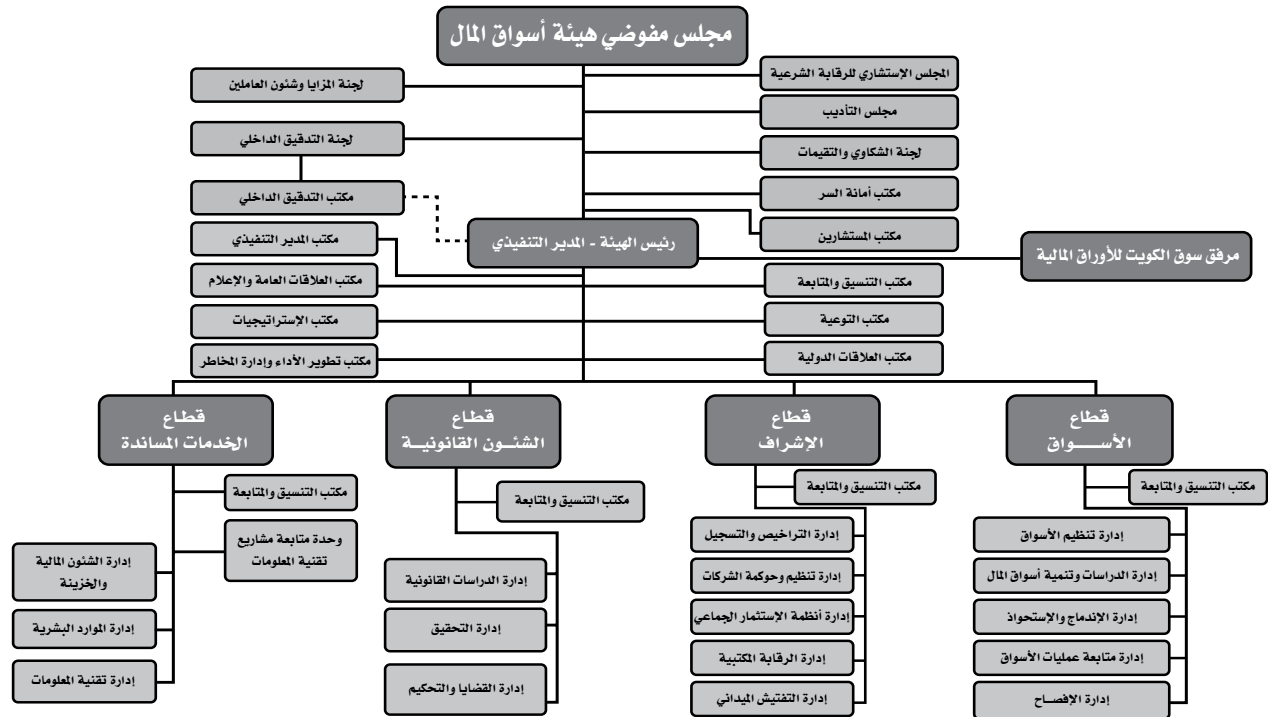 مجلس مفوضي هيئة أسواق المال
المجلس الإستشاري للرقابة الشرعية
مجلس التأديب
لجنة الشكاوي والتقيمات
مكتب أمانة السر
مكتب المستشارين
لجنة المزايا وشئون العاملين
لجنة التدقيق الداخلي
مكتب التدقيق الداخلي
رئيس الهيئة - المدير التنفيذي
مرفق سوق الكويت للأوراق المالية
مكتب المدير التنفيذي
مكتب التنسيق والمتابعة
مكتب العلاقات العامة والإعلام
مكتب التوعية
مكتب الإستراتيجيات
مكتب العلاقات الدولية
مكتب تطوير الأداء وإدارة المخاطر
قطاع
الأســـواق
مكتب التنسيق والمتابعة
إدارة تنظيم الأسواق
إدارة الدراسات وتنمية أسواق المال
إدارة الإندماج والإستحواذ
إدارة متابعة عمليات الأسواق
إدارة الإفصــاح
قطاع
الإشراف
مكتب التنسيق والمتابعة
إدارة التراخيص والتسجيل
إدارة تنظيم وحوكمة الشركات
إدارة أنظمة الإستثمار الجماعي
إدارة الرقابة المكتبية
إدارة التفتيش الميداني
قطاع
الشئــون القانونيــة
مكتب التنسيق والمتابعة
إدارة الدراسات القانونية
إدارة التحقيق
إدارة القضايا والتحكيم
قطاع
الخدمات المساندة
مكتب التنسيق والمتابعة
وحدة متابعة مشاريع
تقنية المعلومات
إدارة الشئون المالية
والخزينة
إدارة الموارد البشرية
إدارة تقنية المعلومات